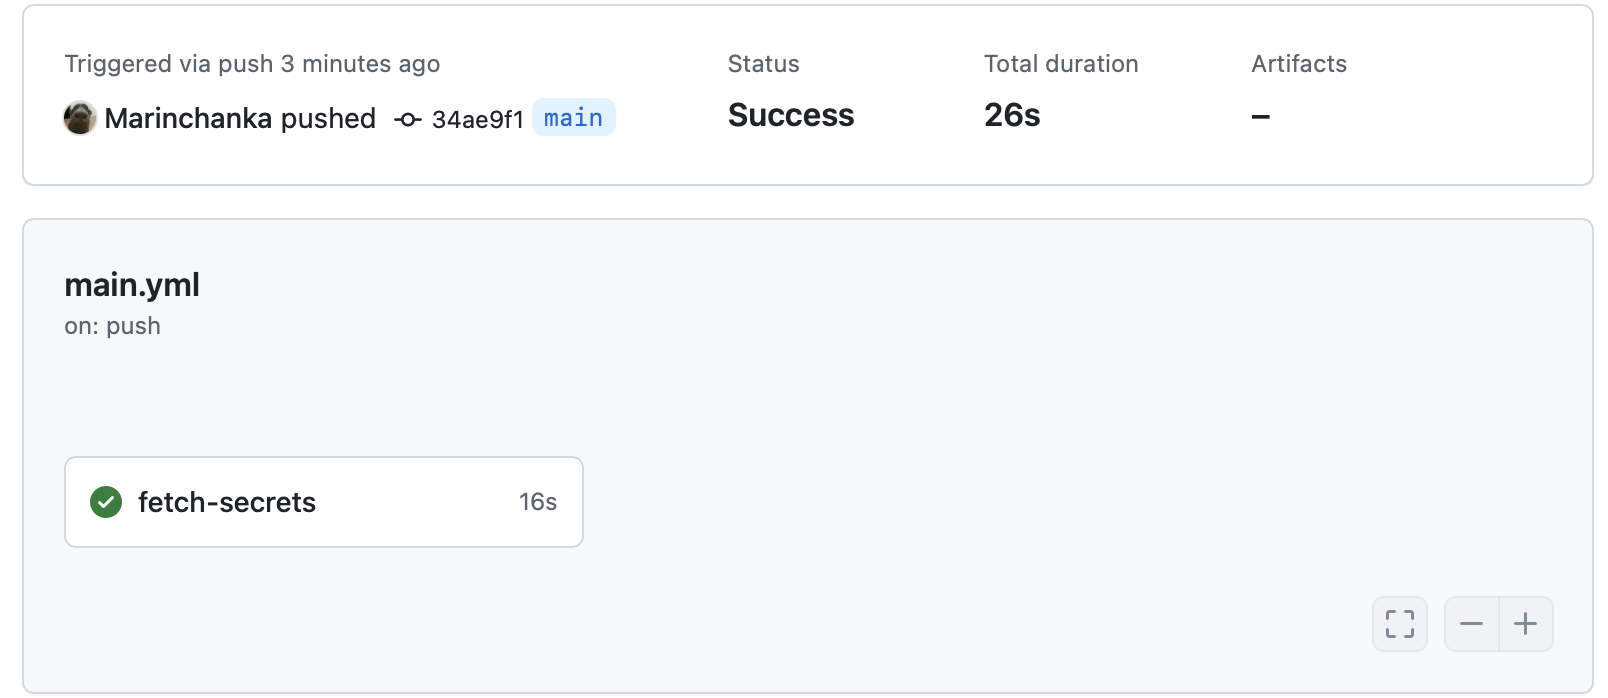 Triggered via push 3 minutes ago
Marinchanka pushed 34ae9f1 main
Status
Success
Total duration
26s
Artifacts
–
main.yml
on: push
fetch-secrets 16s